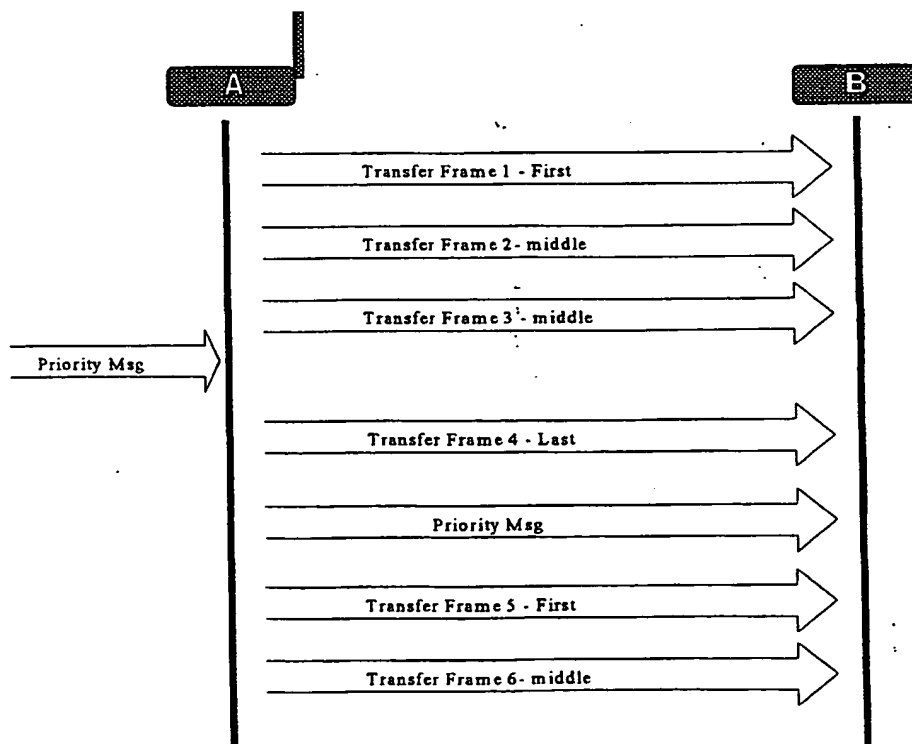 A
B
Transfer Frame 1 - First
Transfer Frame 2- middle
Transfer Frame 3 - middle
Priority Msg
Transfer Frame 4 - Last
Priority Msg
Transfer Frame 5 - First
Transfer Frame 6- middle